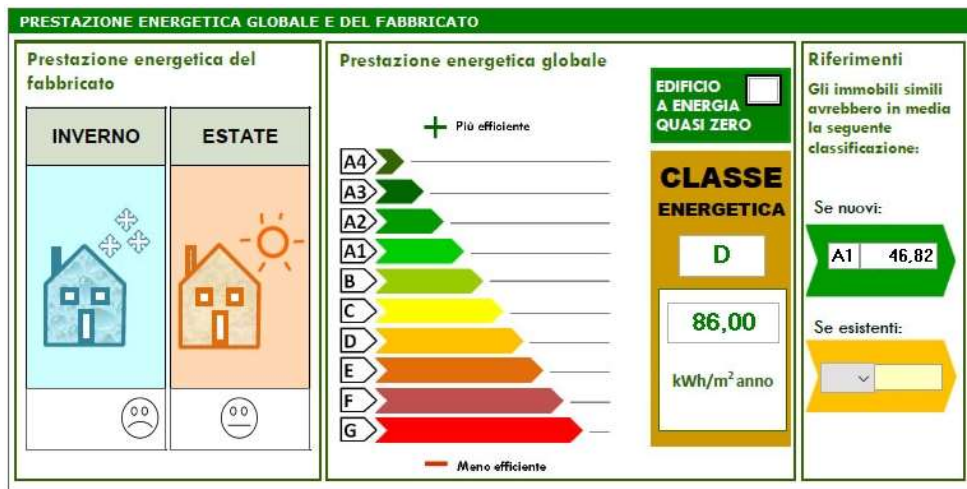 PRESTAZIONE ENERGETICA GLOBALE E DEL FABBRICATO
Prestazione energetica del
fabbricato
INVERNO
ESTATE
Prestazione energetica globale
+ Più efficiente
A4
A3
A2
A1
B
C
D
E
F
G
— Meno efficiente
EDIFICIO
A ENERGIA
QUASI ZERO
CLASSE
ENERGETICA
D
86,00
kWh/m² anno
Riferimenti
Gli immobili simili
avrebbero in media
la seguente
classificazione:
Se nuovi:
A1 46,82
Se esistenti: